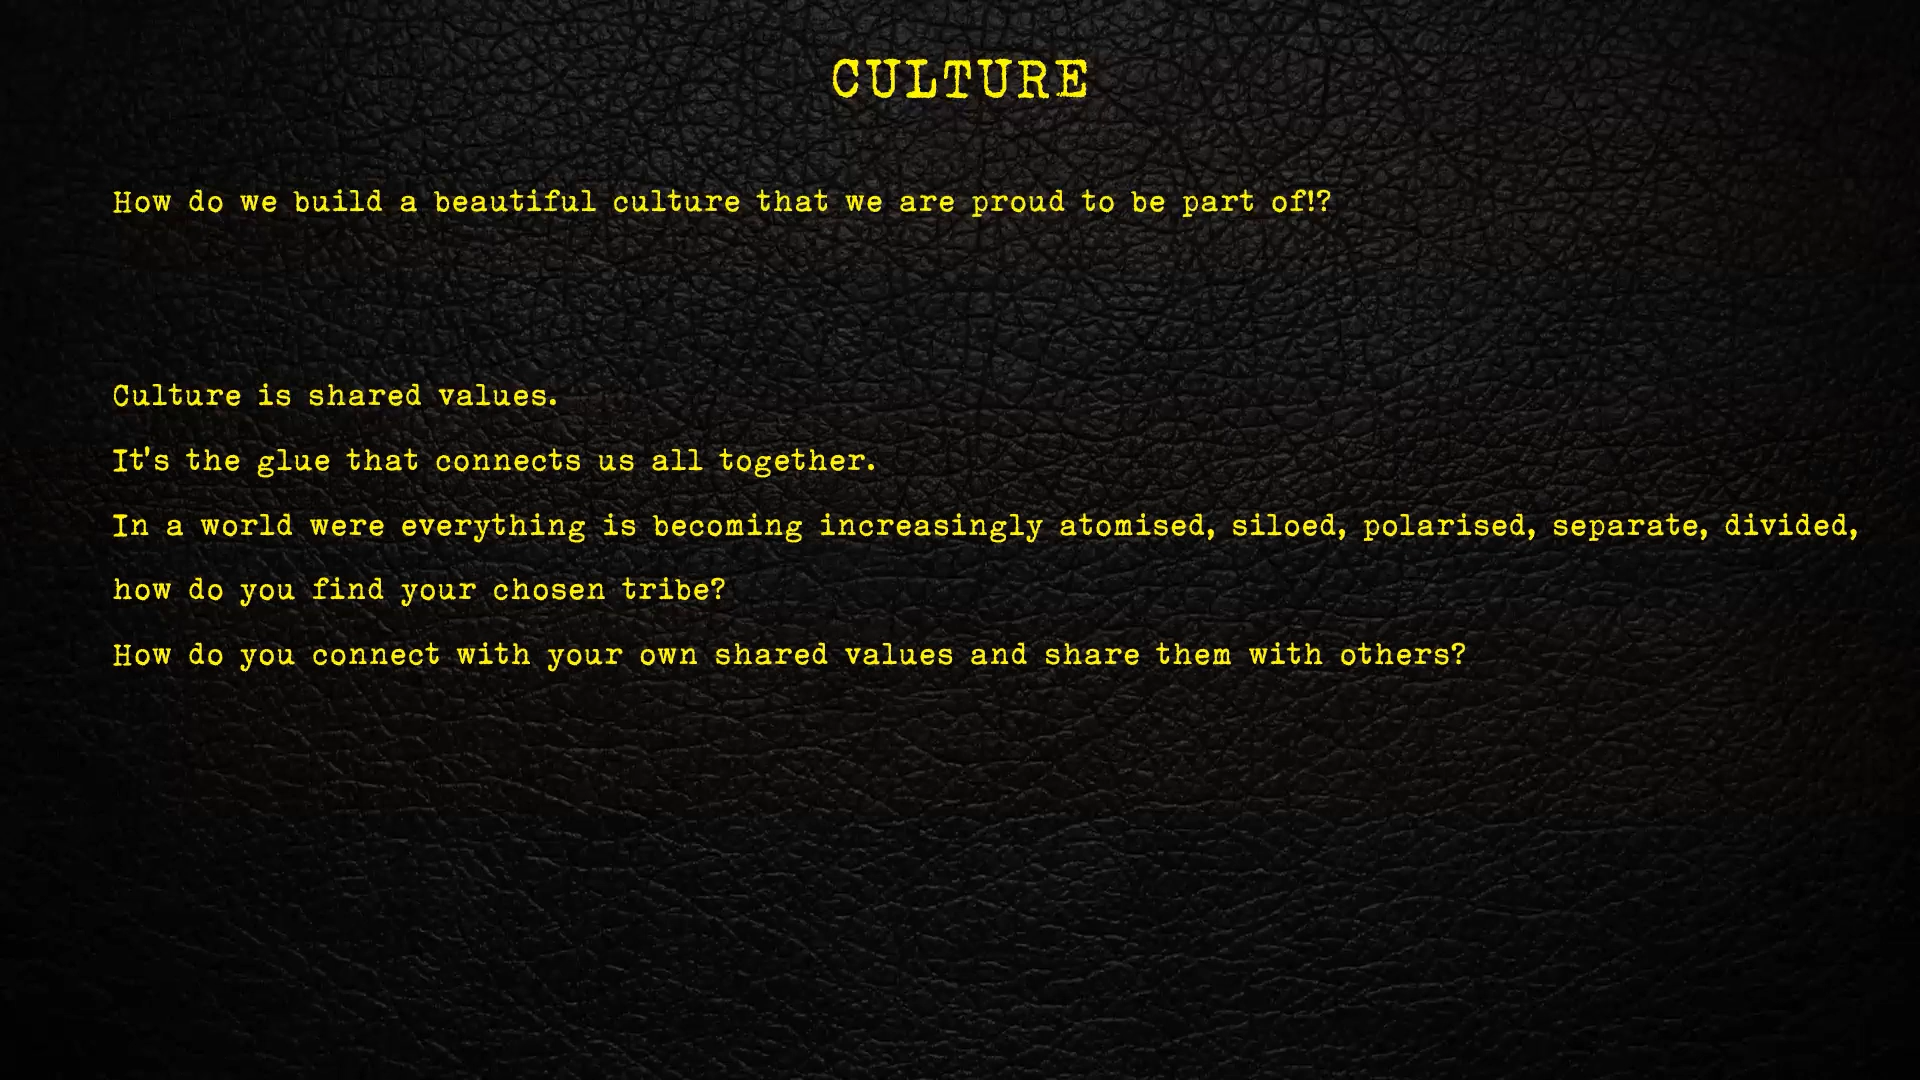 CULTURE
How do we build a beautiful culture that we are proud to be part of!?
Culture is shared values.
It's the glue that connects us all together.
In a world were everything is becoming increasingly atomised, siloed, polarised, separate, divided,
how do you find your chosen tribe?
How do you connect with your own shared values and share them with others?